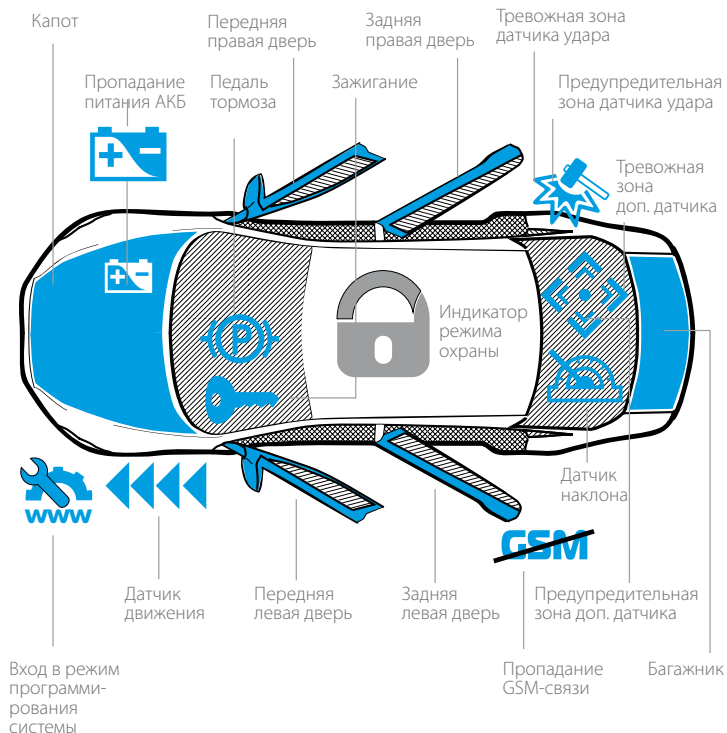 Капот
Передняя
правая дверь
Задняя
правая дверь
Тревожная зона
датчика удара
Пропадание
питания АКБ
Педаль
тормоза
Зажигание
Предупредительная
зона датчика удара
Тревожная
зона
доп. датчика
Индикатор
режима
охраны
P
Датчик
наклона
www
GSM
Датчик
движения
Передняя
левая дверь
Задняя
левая дверь
Предупредительная
зона доп. датчика
Вход в режим
программи-
рования
системы
Пропадание
GSM-связи
Багажник